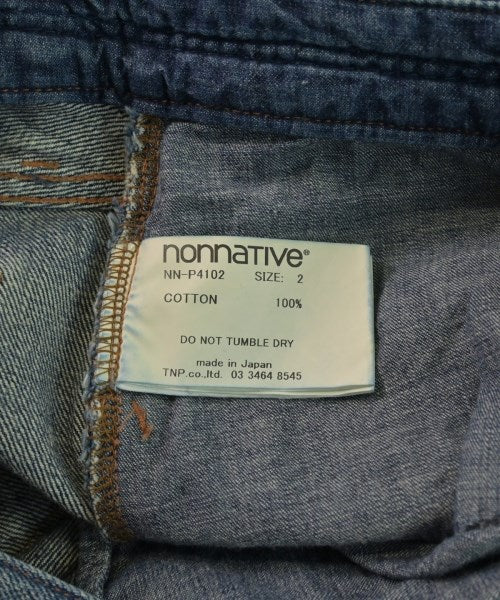 nonnative®
NN-P4102 SIZE: 2
COTTON 100%
DO NOT TUMBLE DRY
made in Japan
TNP.co.,ltd. 03 3464 8545